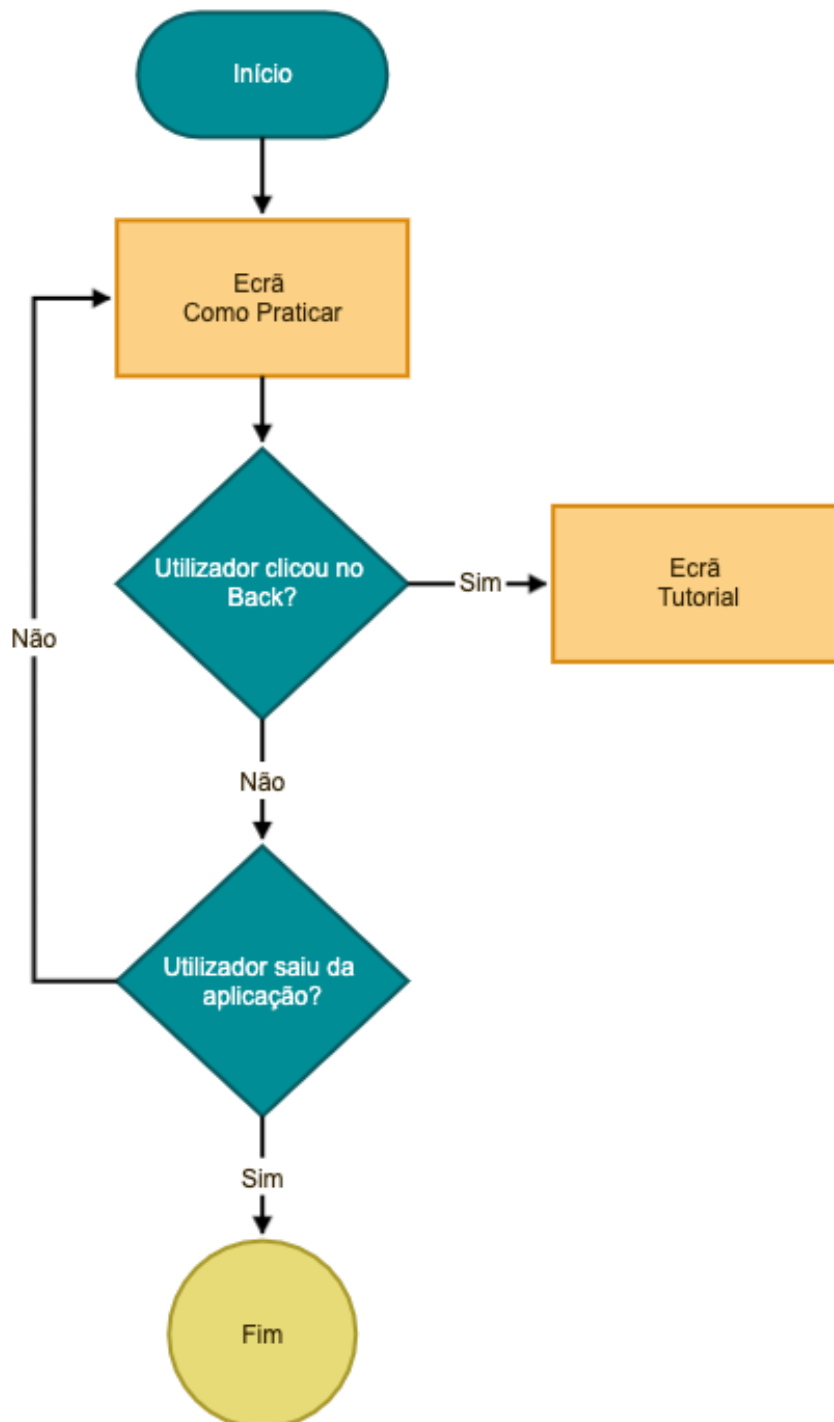 Início
Ecrã
Como Praticar
Utilizador clicou no
Back?
Sim
Ecrã
Tutorial
Não
Não
Utilizador saiu da
aplicação?
Sim
Fim